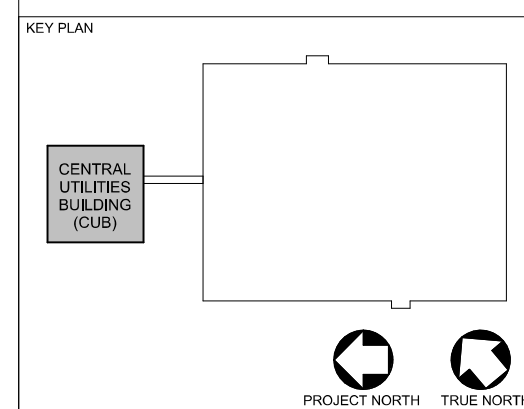 KEY PLAN
CENTRAL
UTILITIES
BUILDING
(CUB)
PROJECT NORTH
TRUE NORTH